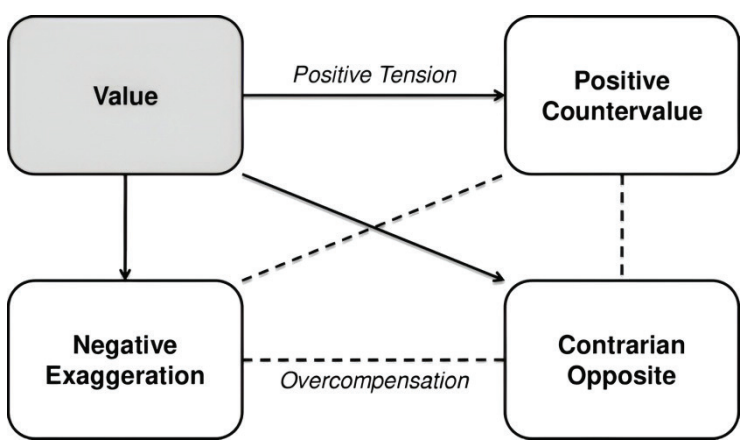 Value
Positive Tension
Positive
Countervalue
Negative
Exaggeration
Overcompensation
Contrarian
Opposite